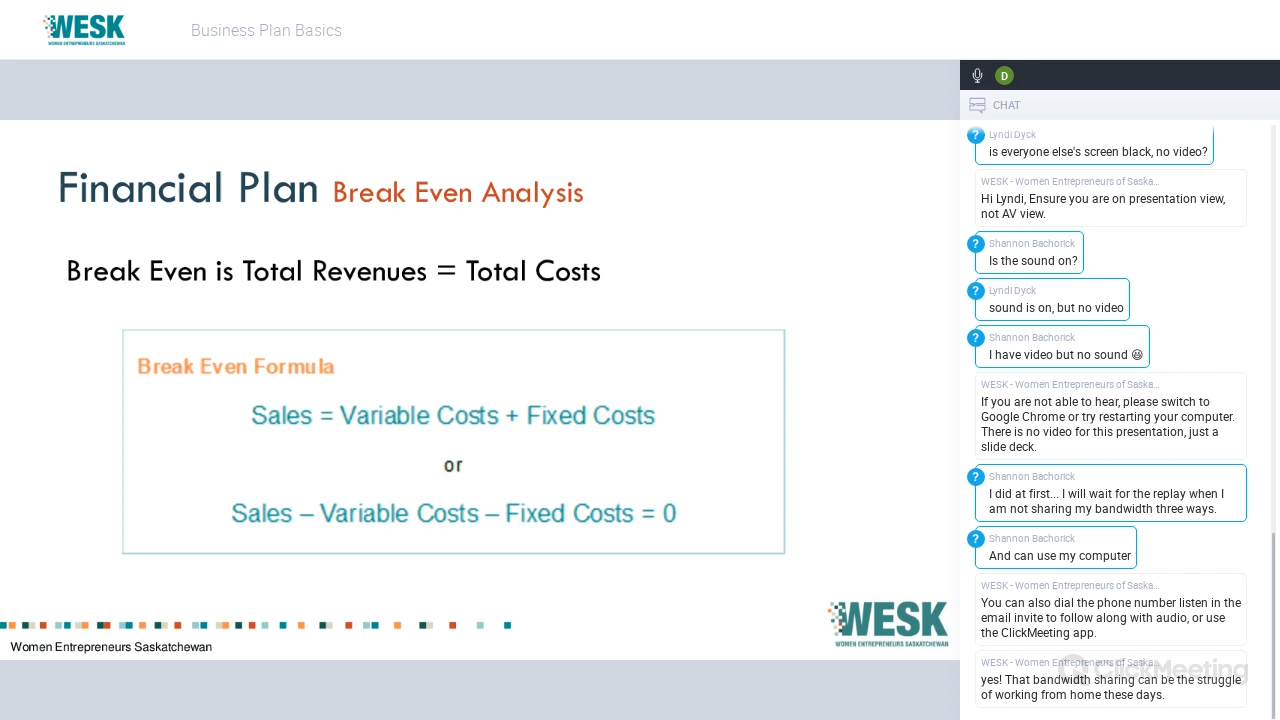 WESK
WOMEN ENTREPRENEURS SASKATCHEWAN
Business Plan Basics
Financial Plan Break Even Analysis
Break Even is Total Revenues = Total Costs
Break Even Formula
Sales = Variable Costs + Fixed Costs
or
Sales – Variable Costs – Fixed Costs = 0
WESK
WOMEN ENTREPRENEURS SASKATCHEWAN
Women Entrepreneurs Saskatchewan
D
CHAT
?
Lyndi Dyck
is everyone else's screen black, no video?
WESK - Women Entrepreneurs of Saska...
Hi Lyndi, Ensure you are on presentation view,
not AV view.
?
Shannon Bachorick
Is the sound on?
?
Lyndi Dyck
sound is on, but no video
?
Shannon Bachorick
I have video but no sound 😆
WESK - Women Entrepreneurs of Saska...
If you are not able to hear, please switch to
Google Chrome or try restarting your computer.
There is no video for this presentation, just a
slide deck.
?
Shannon Bachorick
I did at first... I will wait for the replay when I
am not sharing my bandwidth three ways.
?
Shannon Bachorick
And can use my computer
WESK - Women Entrepreneurs of Saska...
You can also dial the phone number listen in the
email invite to follow along with audio, or use
the ClickMeeting app.
WESK - Women Entrepreneurs of Saska...
yes! That bandwidth sharing can be the struggle
of working from home these days.
ClickMeeting